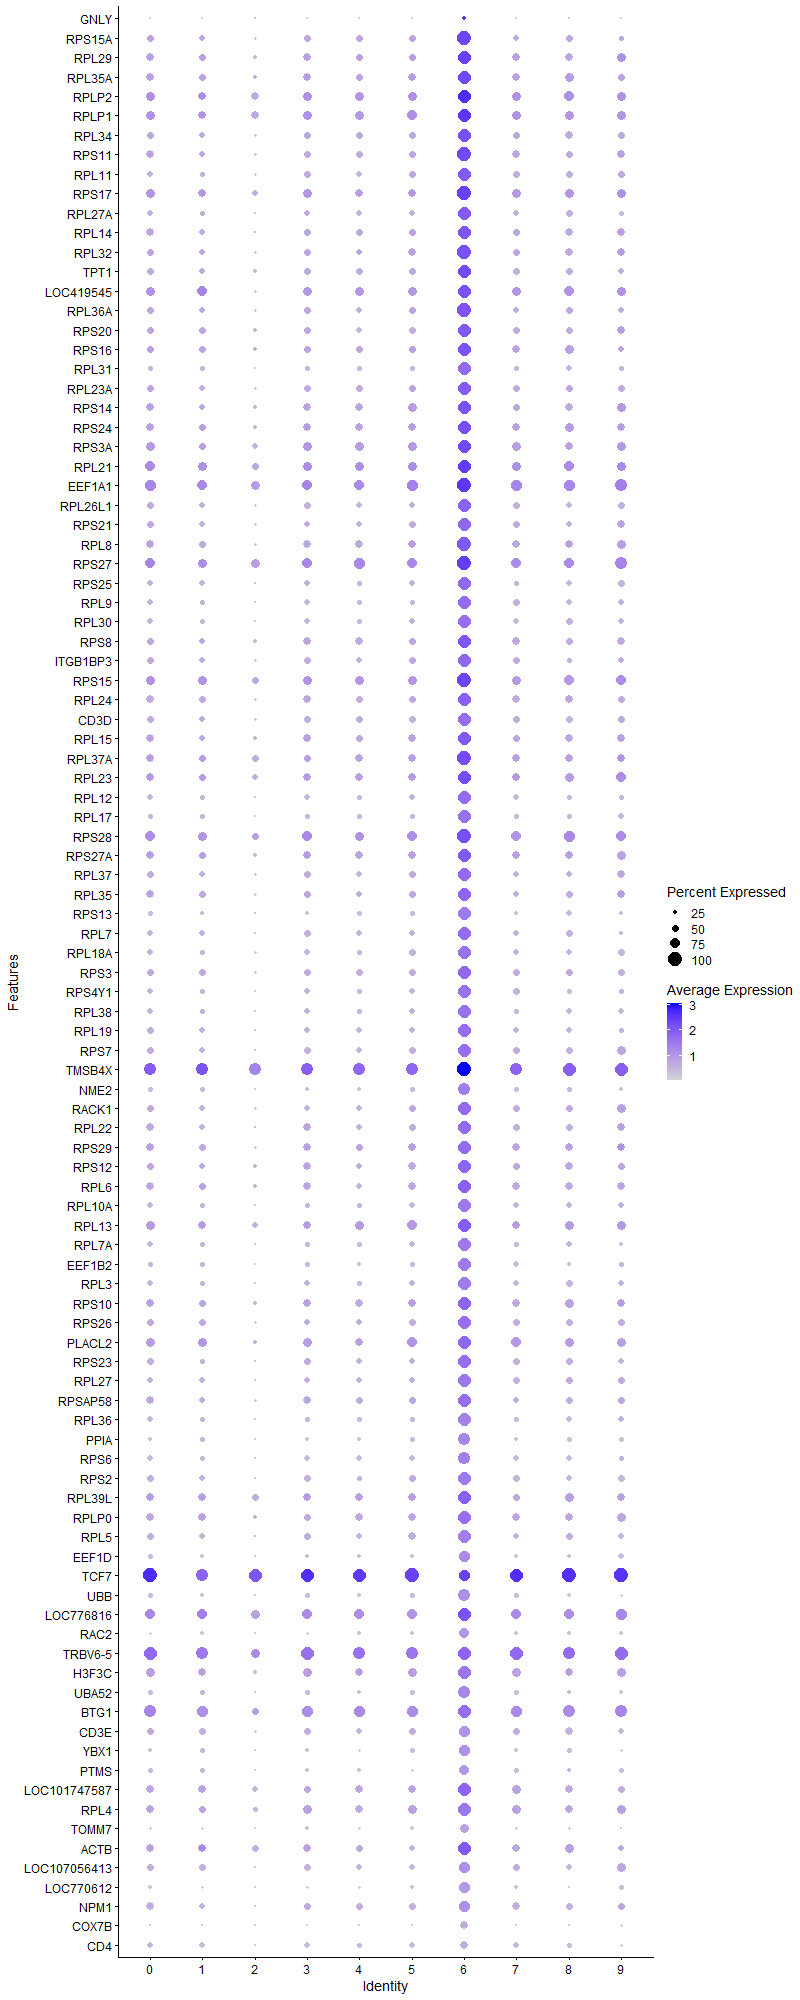 GNLY
RPS15A
RPL29
RPL35A
RPLP2
RPLP1
RPL34
RPS11
RPL11
RPS17
RPL27A
RPL14
RPL32
TPT1
LOC419545
RPL36A
RPS20
RPS16
RPL31
RPL23A
RPS14
RPS24
RPS3A
RPL21
EEF1A1
RPL26L1
RPS21
RPL8
RPS27
RPS25
RPL9
RPL30
RPS8
ITGB1BP3
RPS15
RPL24
CD3D
RPL15
RPL37A
RPL23
RPL12
RPL17
RPS28
RPS27A
RPL37
RPL35
RPS13
RPL7
RPL18A
RPS3
RPS4Y1
RPL38
RPL19
RPS7
TMSB4X
NME2
RACK1
RPL22
RPS29
RPS12
RPL6
RPL10A
RPL13
RPL7A
EEF1B2
RPL3
RPS10
RPS26
PLACL2
RPS23
RPL27
RPSAP58
RPL36
PPIA
RPS6
RPS2
RPL39L
RPLP0
RPL5
EEF1D
TCF7
UBB
LOC776816
RAC2
TRBV6-5
H3F3C
UBA52
BTG1
CD3E
YBX1
PTMS
LOC101747587
RPL4
TOMM7
ACTB
LOC107056413
LOC770612
NPM1
COX7B
CD4
Features
0 1 2 3 4 5 6 7 8 9
Identity
Percent Expressed
25
50
75
100
Average Expression
3
2
1